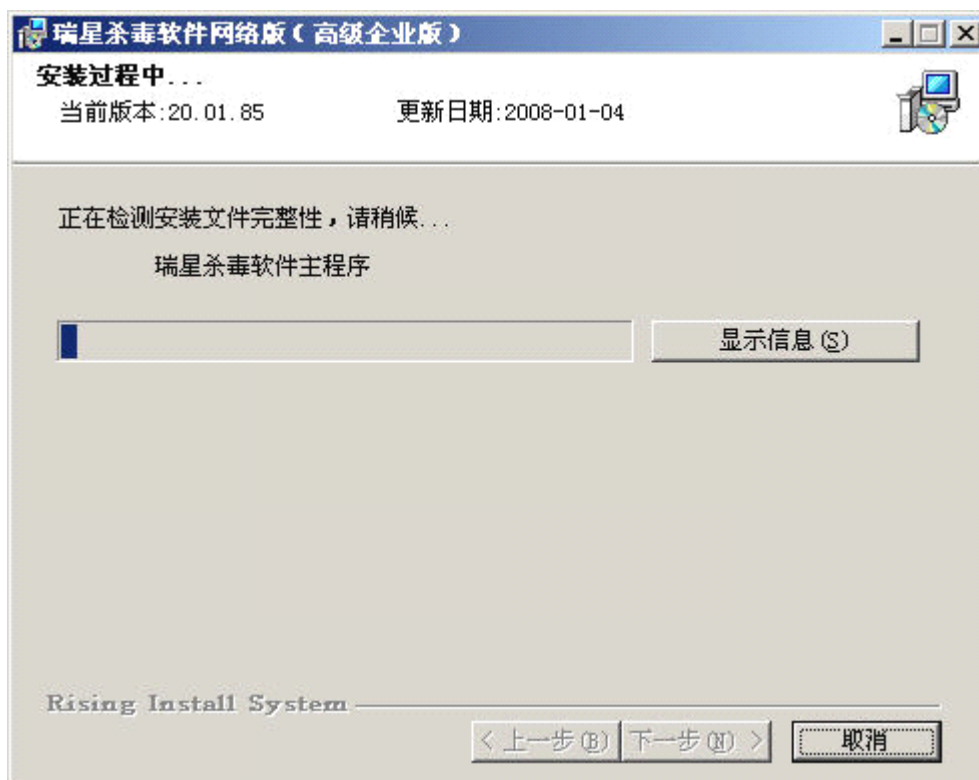 瑞星杀毒软件网络版(高级企业版)
安装过程中...
当前版本:20.01.85 更新日期:2008-01-04
正在检测安装文件完整性，请稍候...
瑞星杀毒软件主程序
显示信息(S)
Rising Install System
< 上一步(B) 下一步(N) > 取消